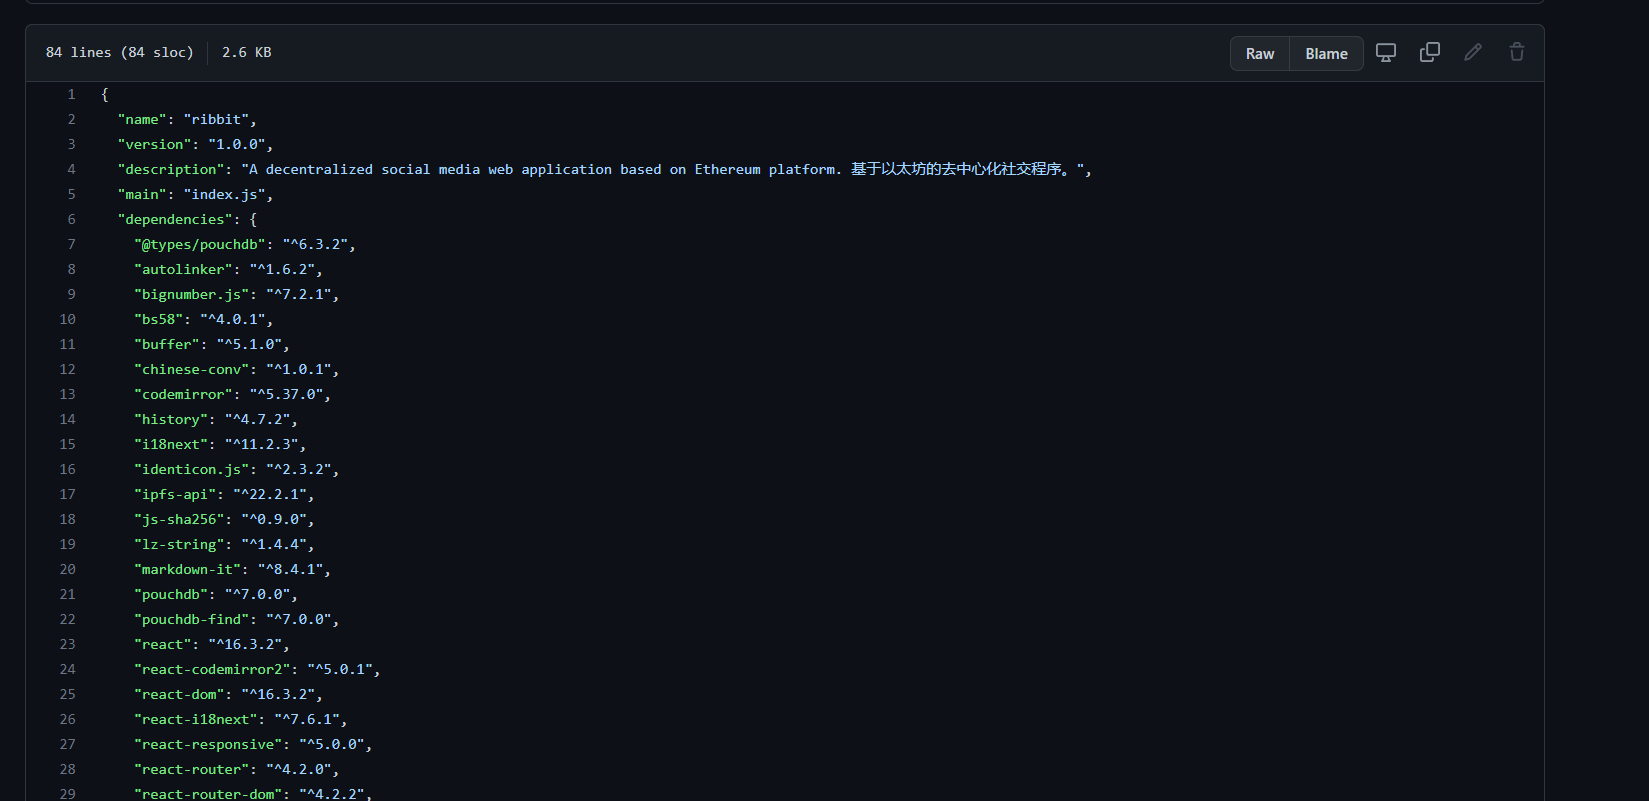 84 lines (84 sloc) 2.6 KB Raw Blame
1 {
2 "name": "ribbit",
3 "version": "1.0.0",
4 "description": "A decentralized social media web application based on Ethereum platform. 基于以太坊的去中心化社交程序。",
5 "main": "index.js",
6 "dependencies": {
7 "@types/pouchdb": "^6.3.2",
8 "autolinker": "^1.6.2",
9 "bignumber.js": "^7.2.1",
10 "bs58": "^4.0.1",
11 "buffer": "^5.1.0",
12 "chinese-conv": "^1.0.1",
13 "codemirror": "^5.37.0",
14 "history": "^4.7.2",
15 "i18next": "^11.2.3",
16 "identicon.js": "^2.3.2",
17 "ipfs-api": "^22.2.1",
18 "js-sha256": "^0.9.0",
19 "lz-string": "^1.4.4",
20 "markdown-it": "^8.4.1",
21 "pouchdb": "^7.0.0",
22 "pouchdb-find": "^7.0.0",
23 "react": "^16.3.2",
24 "react-codemirror2": "^5.0.1",
25 "react-dom": "^16.3.2",
26 "react-i18next": "^7.6.1",
27 "react-responsive": "^5.0.0",
28 "react-router": "^4.2.0",
29 "react-router-dom": "^4.2.2",